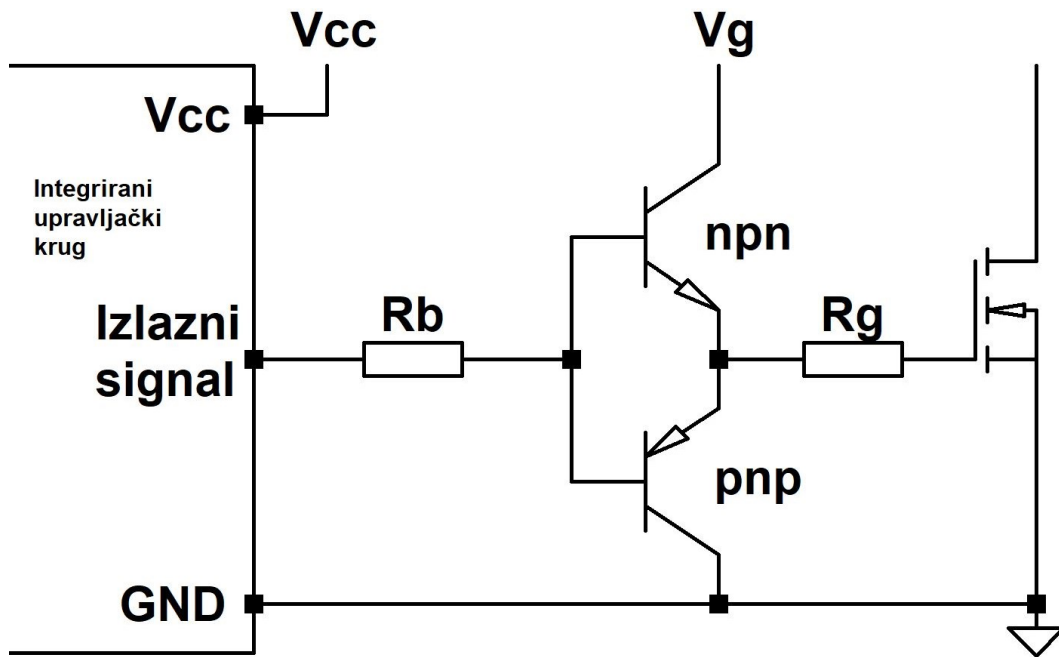 Vcc
Vg
Vcc
Integrirani
upravljački
krug
npn
Izlazni
signal
Rb
Rg
pnp
GND